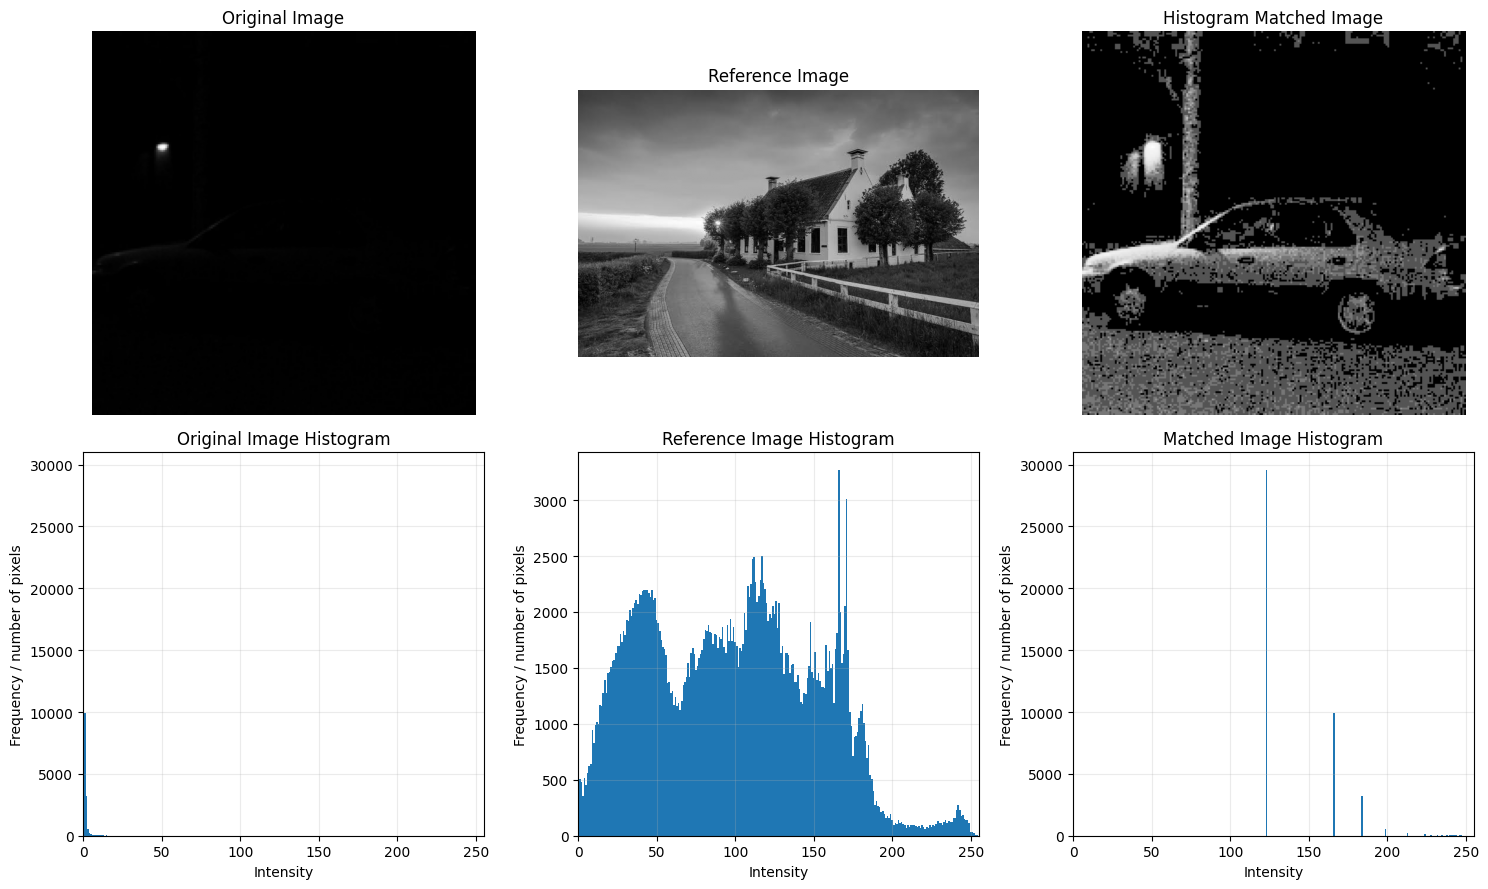 Original Image
Reference Image
Histogram Matched Image
Original Image Histogram
Reference Image Histogram
Matched Image Histogram
Frequency / number of pixels
30000
25000
20000
15000
10000
5000
0
0 50 100 150 200 250
Intensity
Frequency / number of pixels
3000
2500
2000
1500
1000
500
0
0 50 100 150 200 250
Intensity
Frequency / number of pixels
30000
25000
20000
15000
10000
5000
0
0 50 100 150 200 250
Intensity